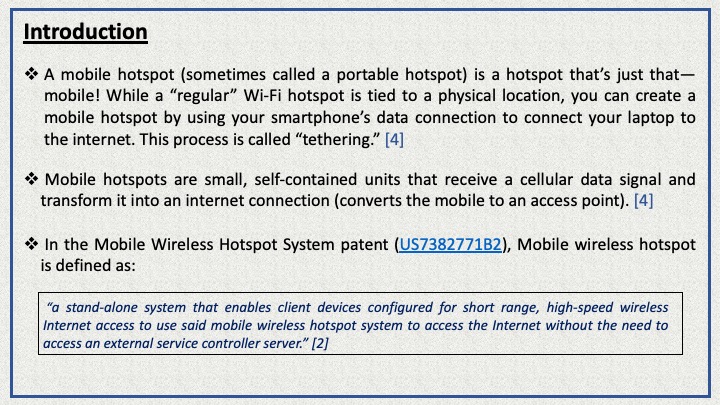 Introduction
❖ A mobile hotspot (sometimes called a portable hotspot) is a hotspot that’s just that—
mobile! While a “regular” Wi-Fi hotspot is tied to a physical location, you can create a
mobile hotspot by using your smartphone’s data connection to connect your laptop to
the internet. This process is called “tethering.” [4]
❖ Mobile hotspots are small, self-contained units that receive a cellular data signal and
transform it into an internet connection (converts the mobile to an access point). [4]
❖ In the Mobile Wireless Hotspot System patent (US7382771B2), Mobile wireless hotspot
is defined as:
“a stand-alone system that enables client devices configured for short range, high-speed wireless
Internet access to use said mobile wireless hotspot system to access the Internet without the need to
access an external service controller server.” [2]